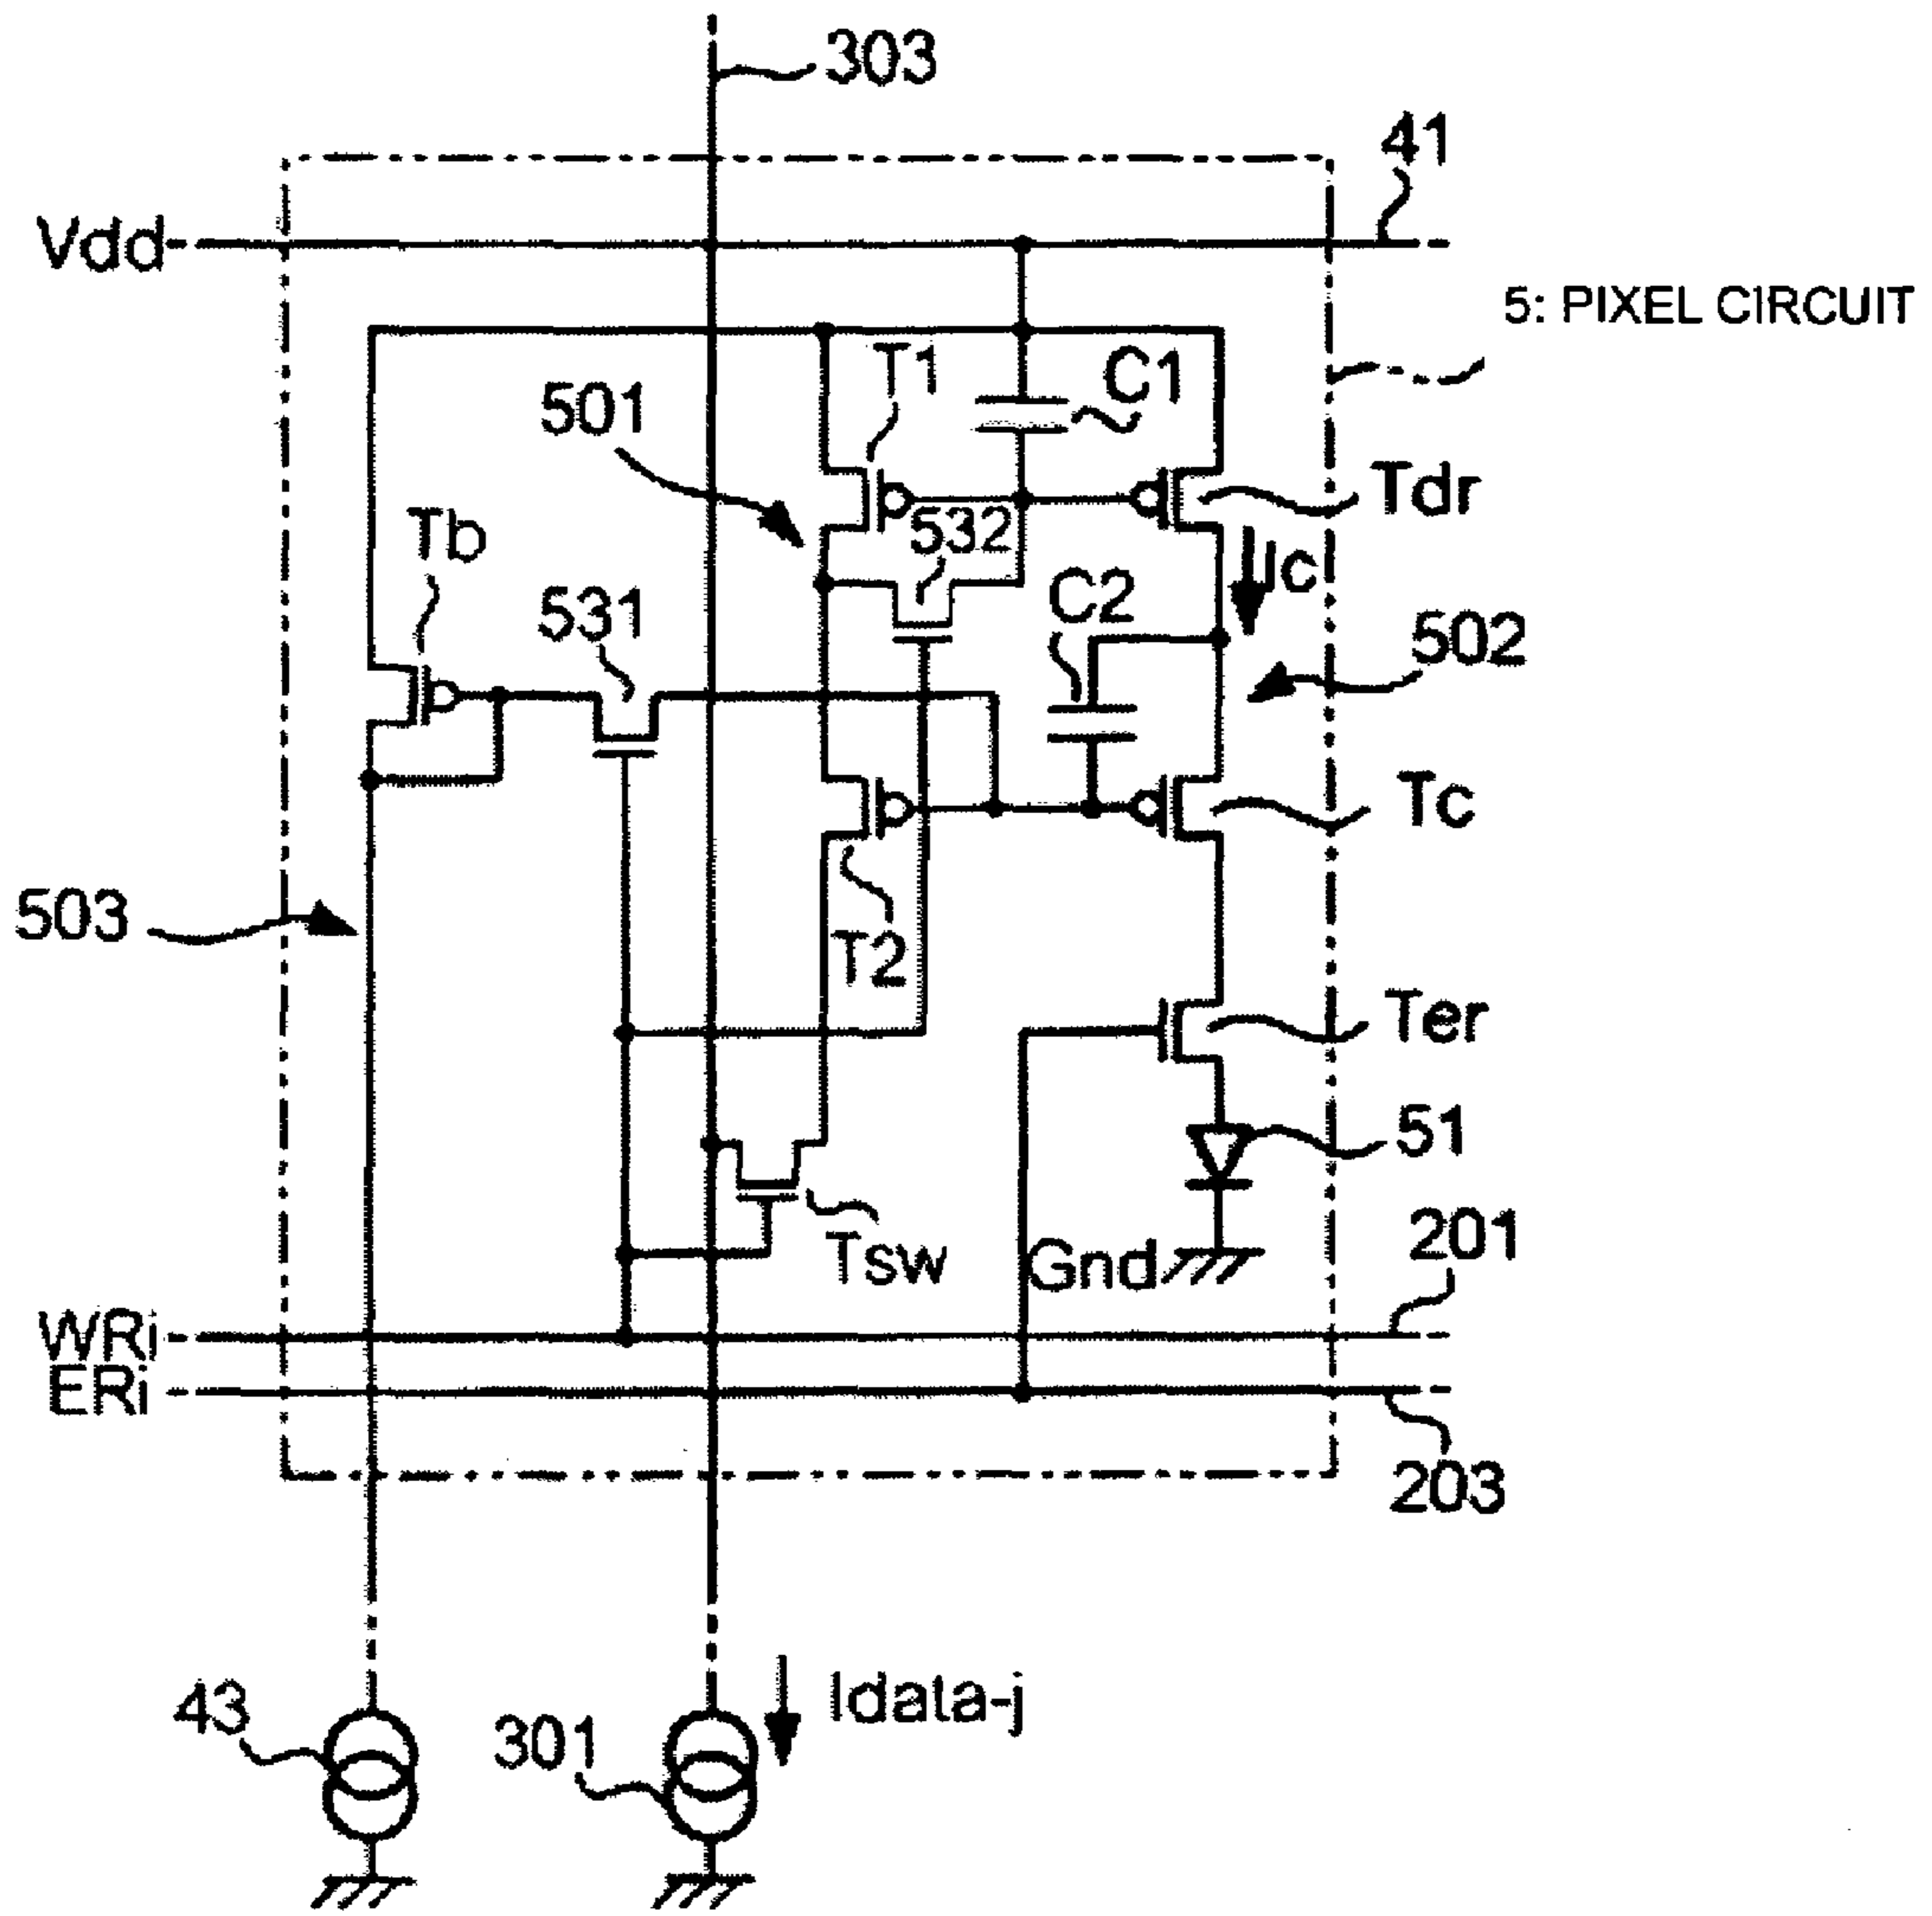 303
41
Vdd
5: PIXEL CIRCUIT
T1
C1
501
Tdr
Tb
532
Ic
531
C2
502
Tc
503
T2
Ter
51
Tsw
Gnd
201
WRi
ERi
203
43
301
Idata-j